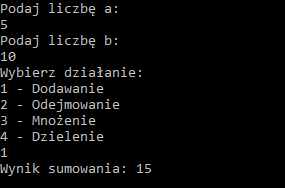 Podaj liczbę a:
5
Podaj liczbę b:
10
Wybierz działanie:
1 - Dodawanie
2 - Odejmowanie
3 - Mnożenie
4 - Dzielenie
1
Wynik sumowania: 15